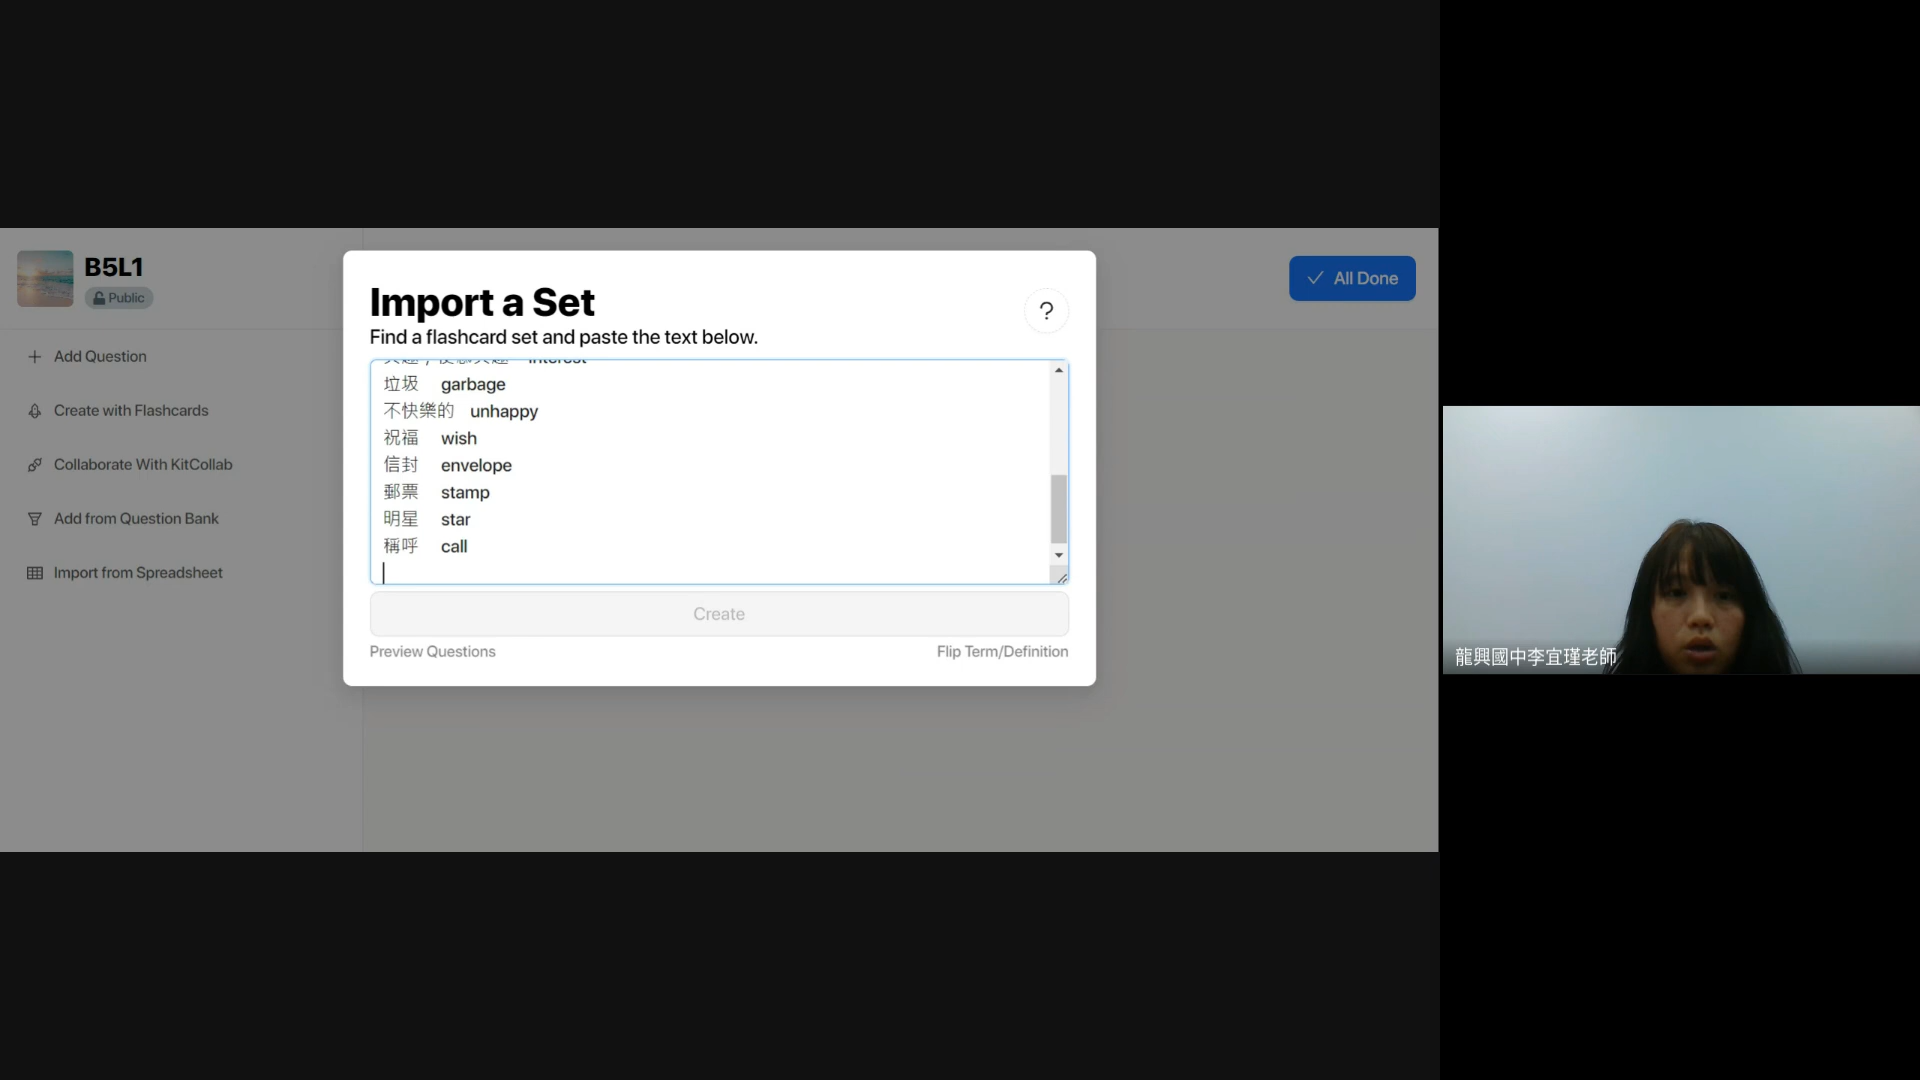 B5L1
Public
Add Question
Create with Flashcards
Collaborate With KitCollab
Add from Question Bank
Import from Spreadsheet
Import a Set
?
Find a flashcard set and paste the text below.
interest
垃圾 garbage
不快樂的 unhappy
祝福 wish
信封 envelope
郵票 stamp
明星 star
稱呼 call
Create
Preview Questions
Flip Term/Definition
All Done
龍興國中李宜瑾老師